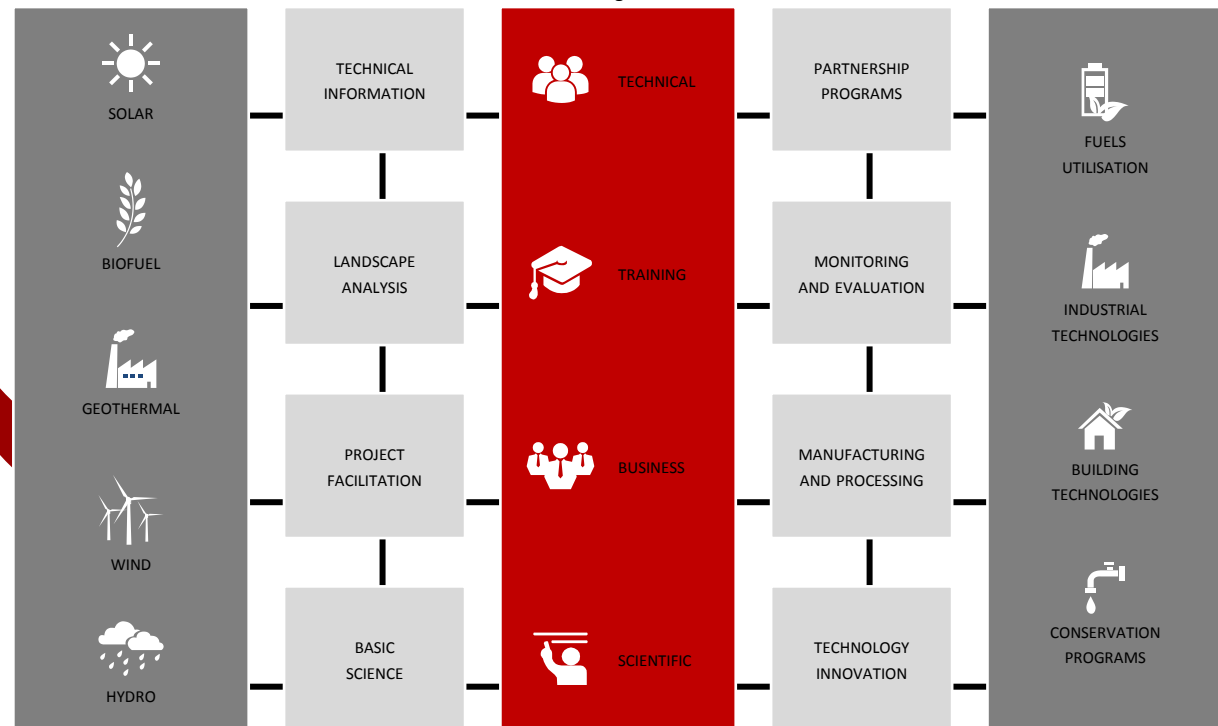 SOLAR
BIOFUEL
GEOTHERMAL
WIND
HYDRO
TECHNICAL
INFORMATION
LANDSCAPE
ANALYSIS
PROJECT
FACILITATION
BASIC
SCIENCE
TECHNICAL
TRAINING
BUSINESS
SCIENTIFIC
PARTNERSHIP
PROGRAMS
MONITORING
AND EVALUATION
MANUFACTURING
AND PROCESSING
TECHNOLOGY
INNOVATION
FUELS
UTILISATION
INDUSTRIAL
TECHNOLOGIES
BUILDING
TECHNOLOGIES
CONSERVATION
PROGRAMS